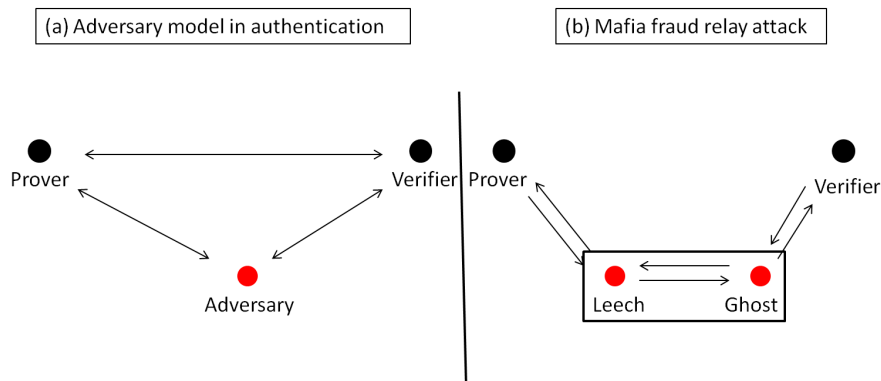 (a) Adversary model in authentication
(b) Mafia fraud relay attack
Prover
Verifier
Adversary
Prover
Verifier
Leech
Ghost